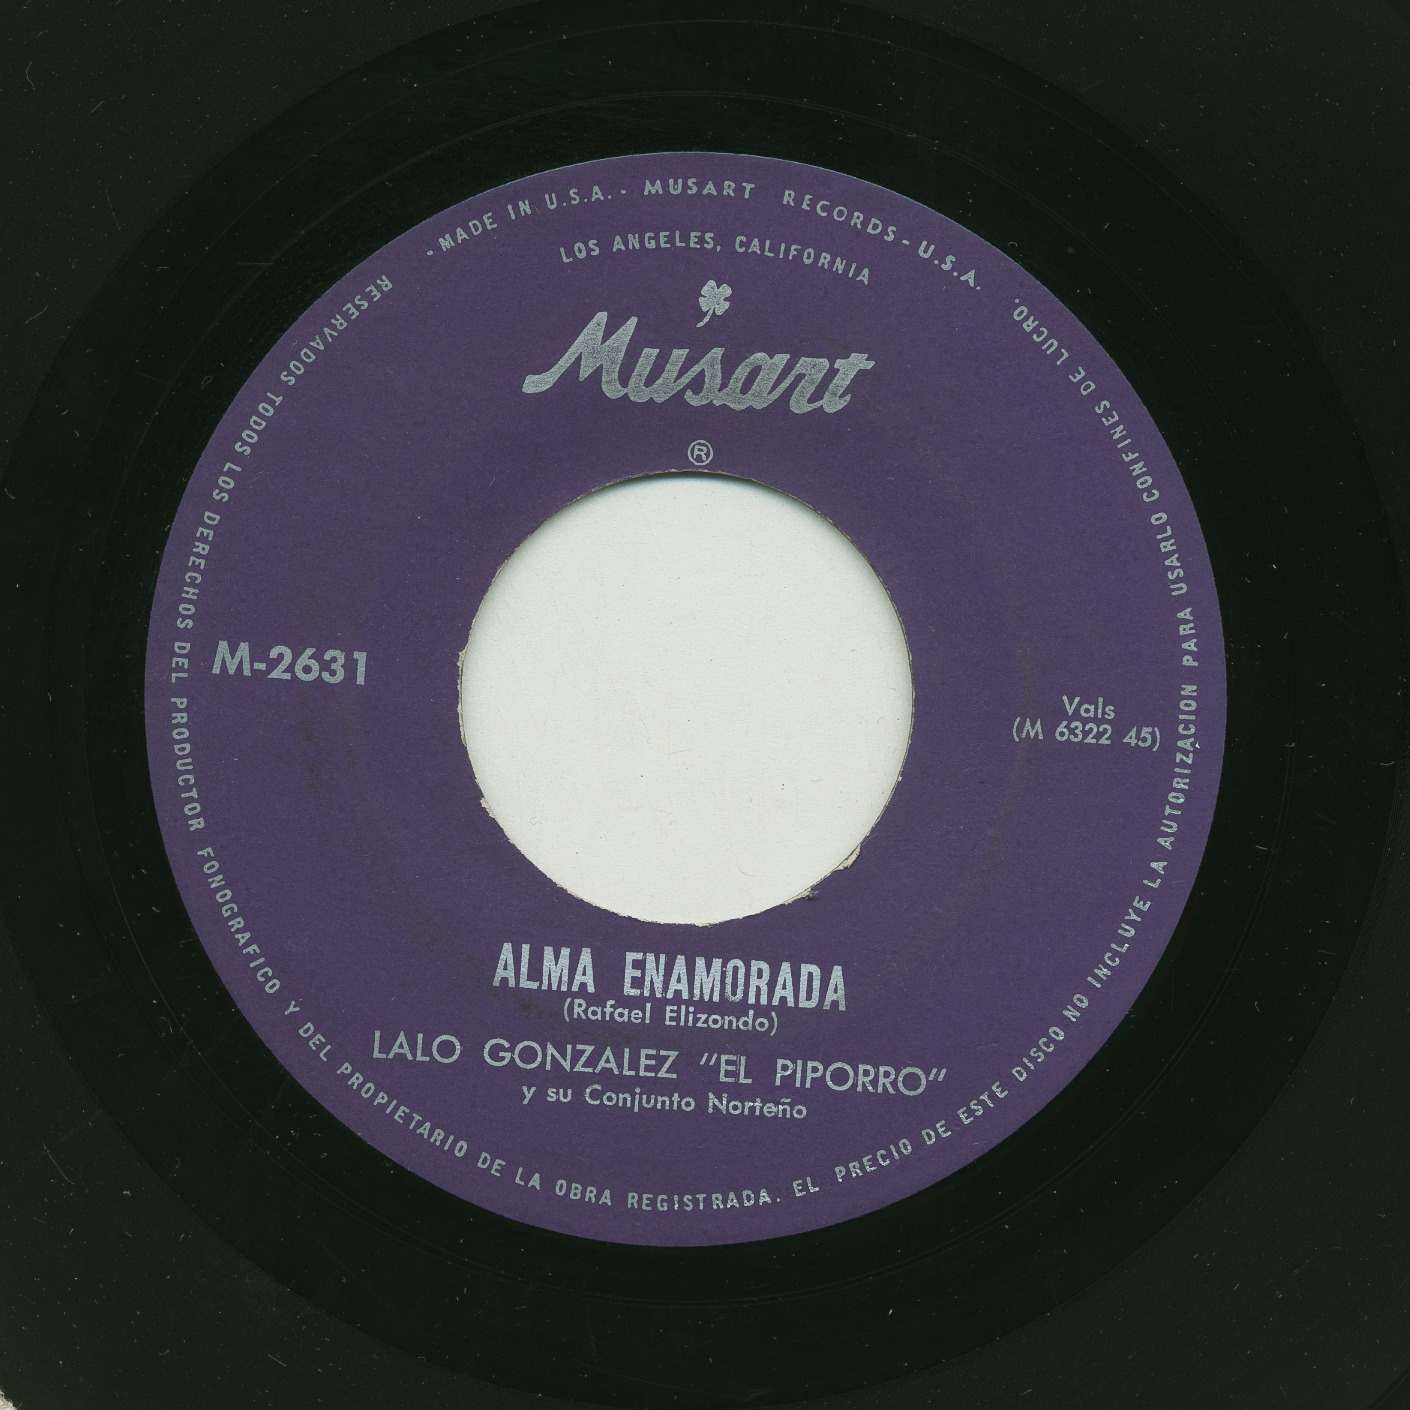 - MADE IN U.S.A. - MUSART RECORDS - U.S.A.
LOS ANGELES, CALIFORNIA
Musart
®
M-2631
Vals
(M 6322 45)
ALMA ENAMORADA
(Rafael Elizondo)
LALO GONZALEZ "EL PIPORRO"
y su Conjunto Norteño
RESERVADOS TODOS LOS DERECHOS DEL PRODUCTOR FONOGRAFICO Y DEL PROPIETARIO DE LA OBRA REGISTRADA. EL PRECIO DE ESTE DISCO NO INCLUYE LA AUTORIZACION PARA USARLO CONFINES DE LUCRO.